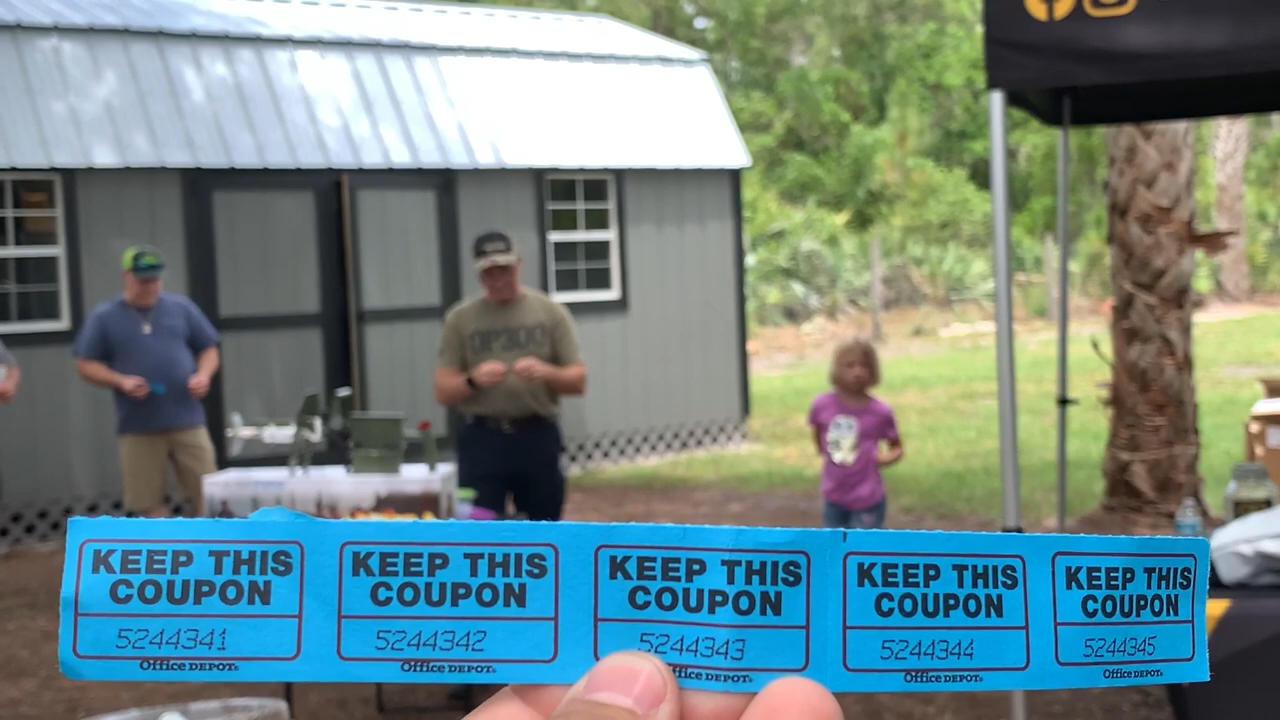 KEEP THIS
COUPON
5244341
Office DEPOT
KEEP THIS
COUPON
5244342
Office DEPOT
KEEP THIS
COUPON
5244343
ffice DEPOT
KEEP THIS
COUPON
5244344
Office DEPOT
KEEP THIS
COUPON
5244345
Office DEPOT